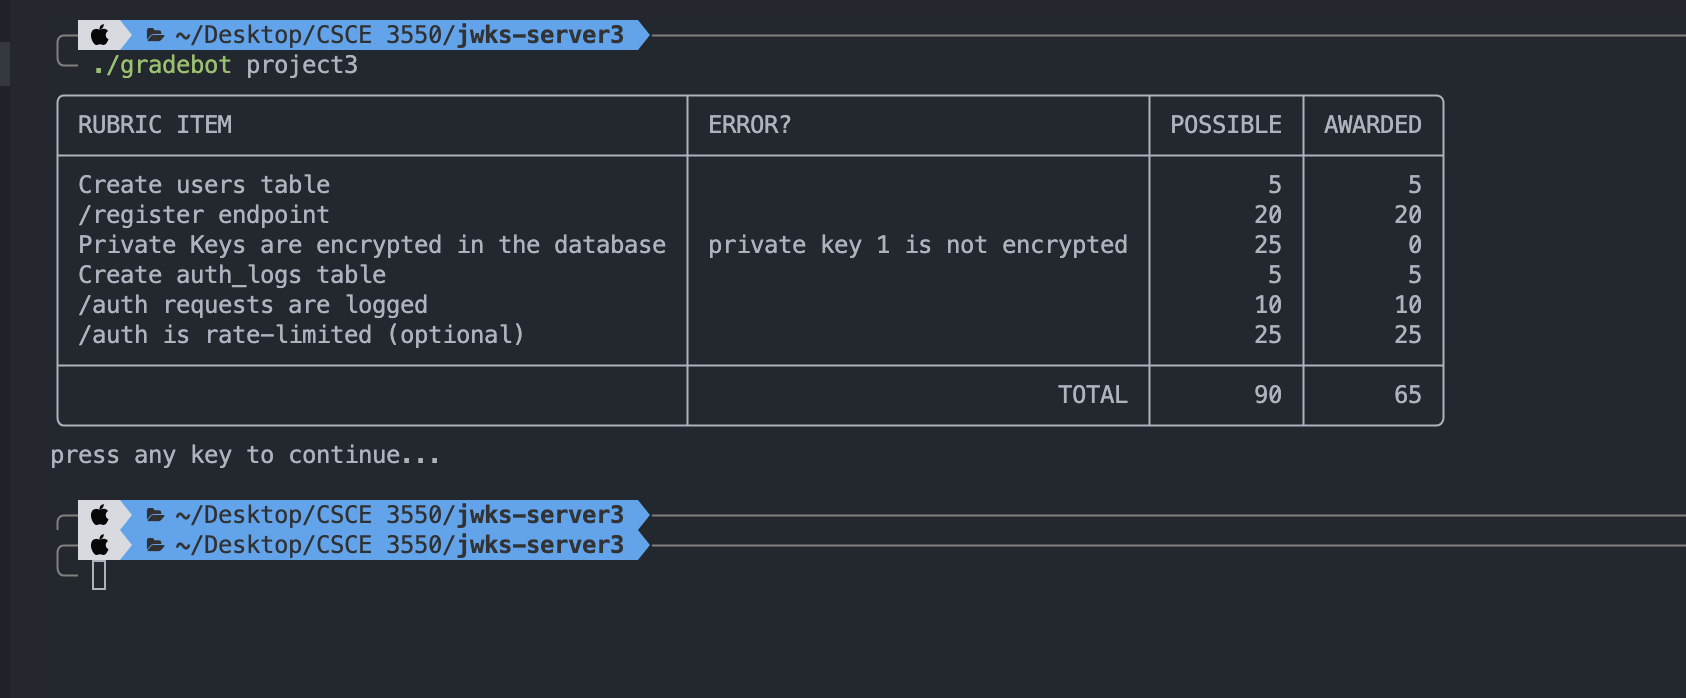 ~/Desktop/CSCE 3550/jwks-server3
./gradebot project3
RUBRIC ITEM ERROR? POSSIBLE AWARDED
Create users table 5 5
/register endpoint 20 20
Private Keys are encrypted in the database private key 1 is not encrypted 25 0
Create auth_logs table 5 5
/auth requests are logged 10 10
/auth is rate-limited (optional) 25 25
TOTAL 90 65
press any key to continue...
~/Desktop/CSCE 3550/jwks-server3
~/Desktop/CSCE 3550/jwks-server3